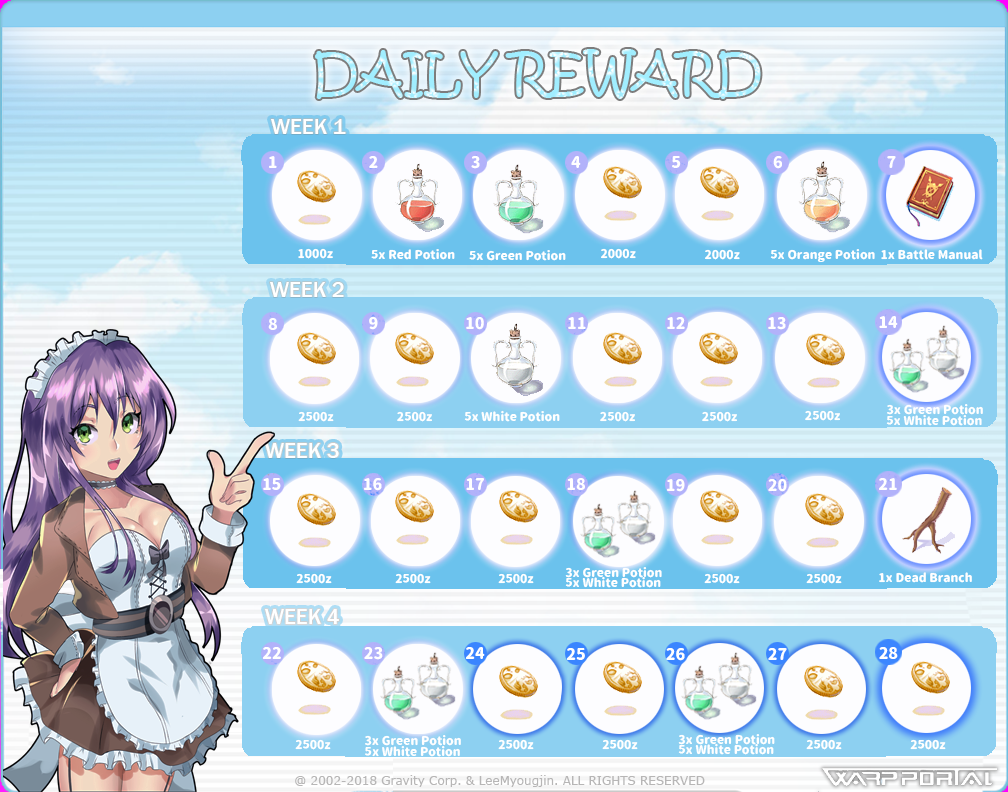 DAILY REWARD
WEEK 1
1 2 3 4 5 6 7
1000z 5x Red Potion 5x Green Potion 2000z 2000z 5x Orange Potion 1x Battle Manual
WEEK 2
8 9 10 11 12 13 14
2500z 2500z 5x White Potion 2500z 2500z 2500z 3x Green Potion
5x White Potion
WEEK 3
15 16 17 18 19 20 21
2500z 2500z 2500z 3x Green Potion 2500z 2500z 1x Dead Branch
5x White Potion
WEEK 4
22 23 24 25 26 27 28
2500z 3x Green Potion 2500z 2500z 3x Green Potion 2500z 2500z
5x White Potion 5x White Potion
© 2002-2018 Gravity Corp. & LeeMyougjin. ALL RIGHTS RESERVED
WARP PORTAL